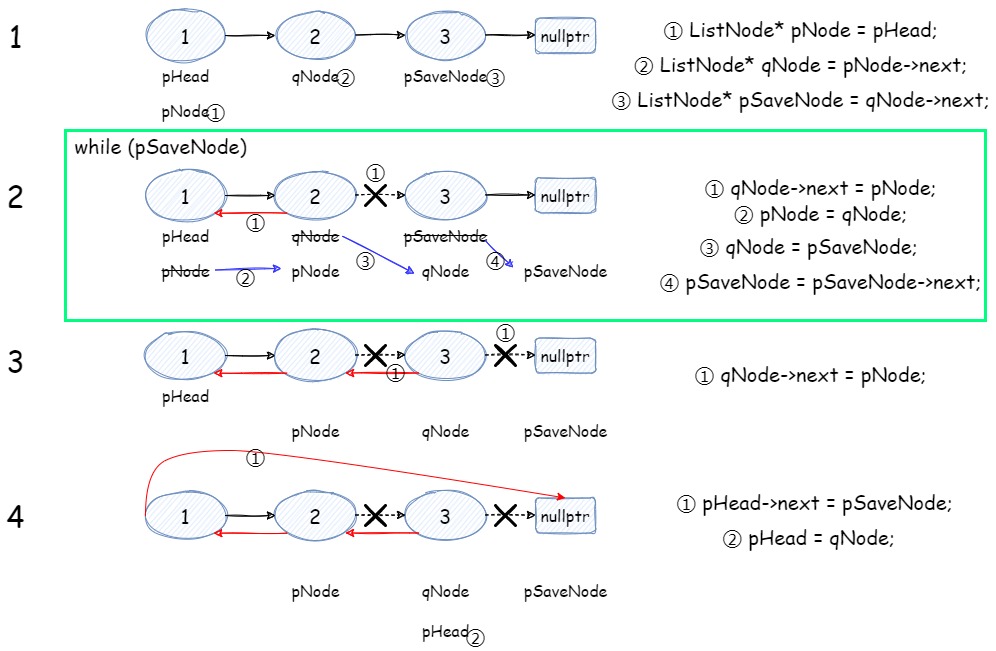 1
1 2 3 nullptr
pHead qNode② pSaveNode③
pNode①
① ListNode* pNode = pHead;
② ListNode* qNode = pNode->next;
③ ListNode* pSaveNode = qNode->next;
while (pSaveNode)
2
①
1 2 3 nullptr
①
pHead qNode pSaveNode
③ ④
pNode ② pNode qNode pSaveNode
① qNode->next = pNode;
② pNode = qNode;
③ qNode = pSaveNode;
④ pSaveNode = pSaveNode->next;
3
①
1 2 3 nullptr
①
pHead
pNode qNode pSaveNode
① qNode->next = pNode;
4
①
1 2 3 nullptr
pNode qNode pSaveNode
pHead②
① pHead->next = pSaveNode;
② pHead = qNode;